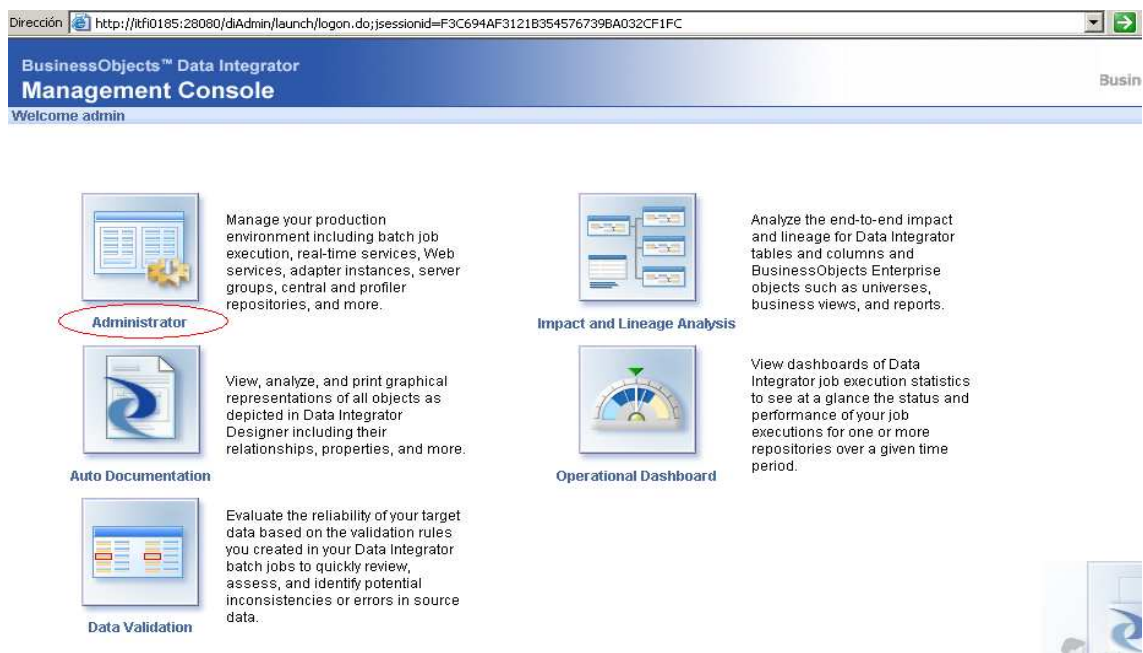 Dirección http://itfi0185:28080/diAdmin/launch/logon.do;jsessionid=F3C694AF3121B354576739BA032CF1FC
BusinessObjects™ Data Integrator
Management Console
Busin
Welcome admin
Manage your production
environment including batch job
execution, real-time services, Web
services, adapter instances, server
groups, central and profiler
repositories, and more.
Administrator
Analyze the end-to-end impact
and lineage for Data Integrator
tables and columns and
BusinessObjects Enterprise
objects such as universes,
business views, and reports.
Impact and Lineage Analysis
View, analyze, and print graphical
representations of all objects as
depicted in Data Integrator
Designer including their
relationships, properties, and more.
Auto Documentation
View dashboards of Data
Integrator job execution statistics
to see at a glance the status and
performance of your job
executions for one or more
repositories over a given time
period.
Operational Dashboard
Evaluate the reliability of your target
data based on the validation rules
you created in your Data Integrator
batch jobs to quickly review,
assess, and identify potential
inconsistencies or errors in source
data.
Data Validation